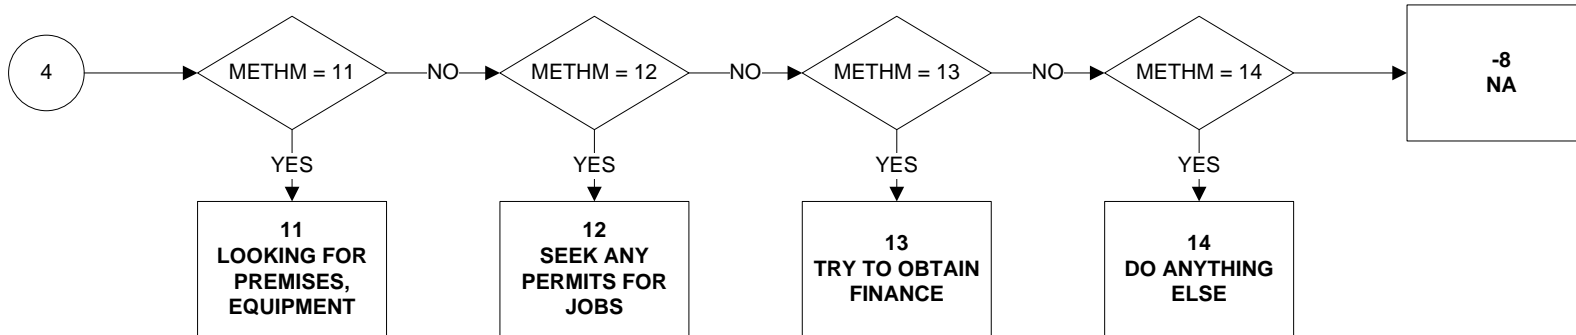 4
METHM = 11
NO
METHM = 12
NO
METHM = 13
NO
METHM = 14
-8
NA
YES
YES
YES
YES
11
LOOKING FOR
PREMISES,
EQUIPMENT
12
SEEK ANY
PERMITS FOR
JOBS
13
TRY TO OBTAIN
FINANCE
14
DO ANYTHING
ELSE